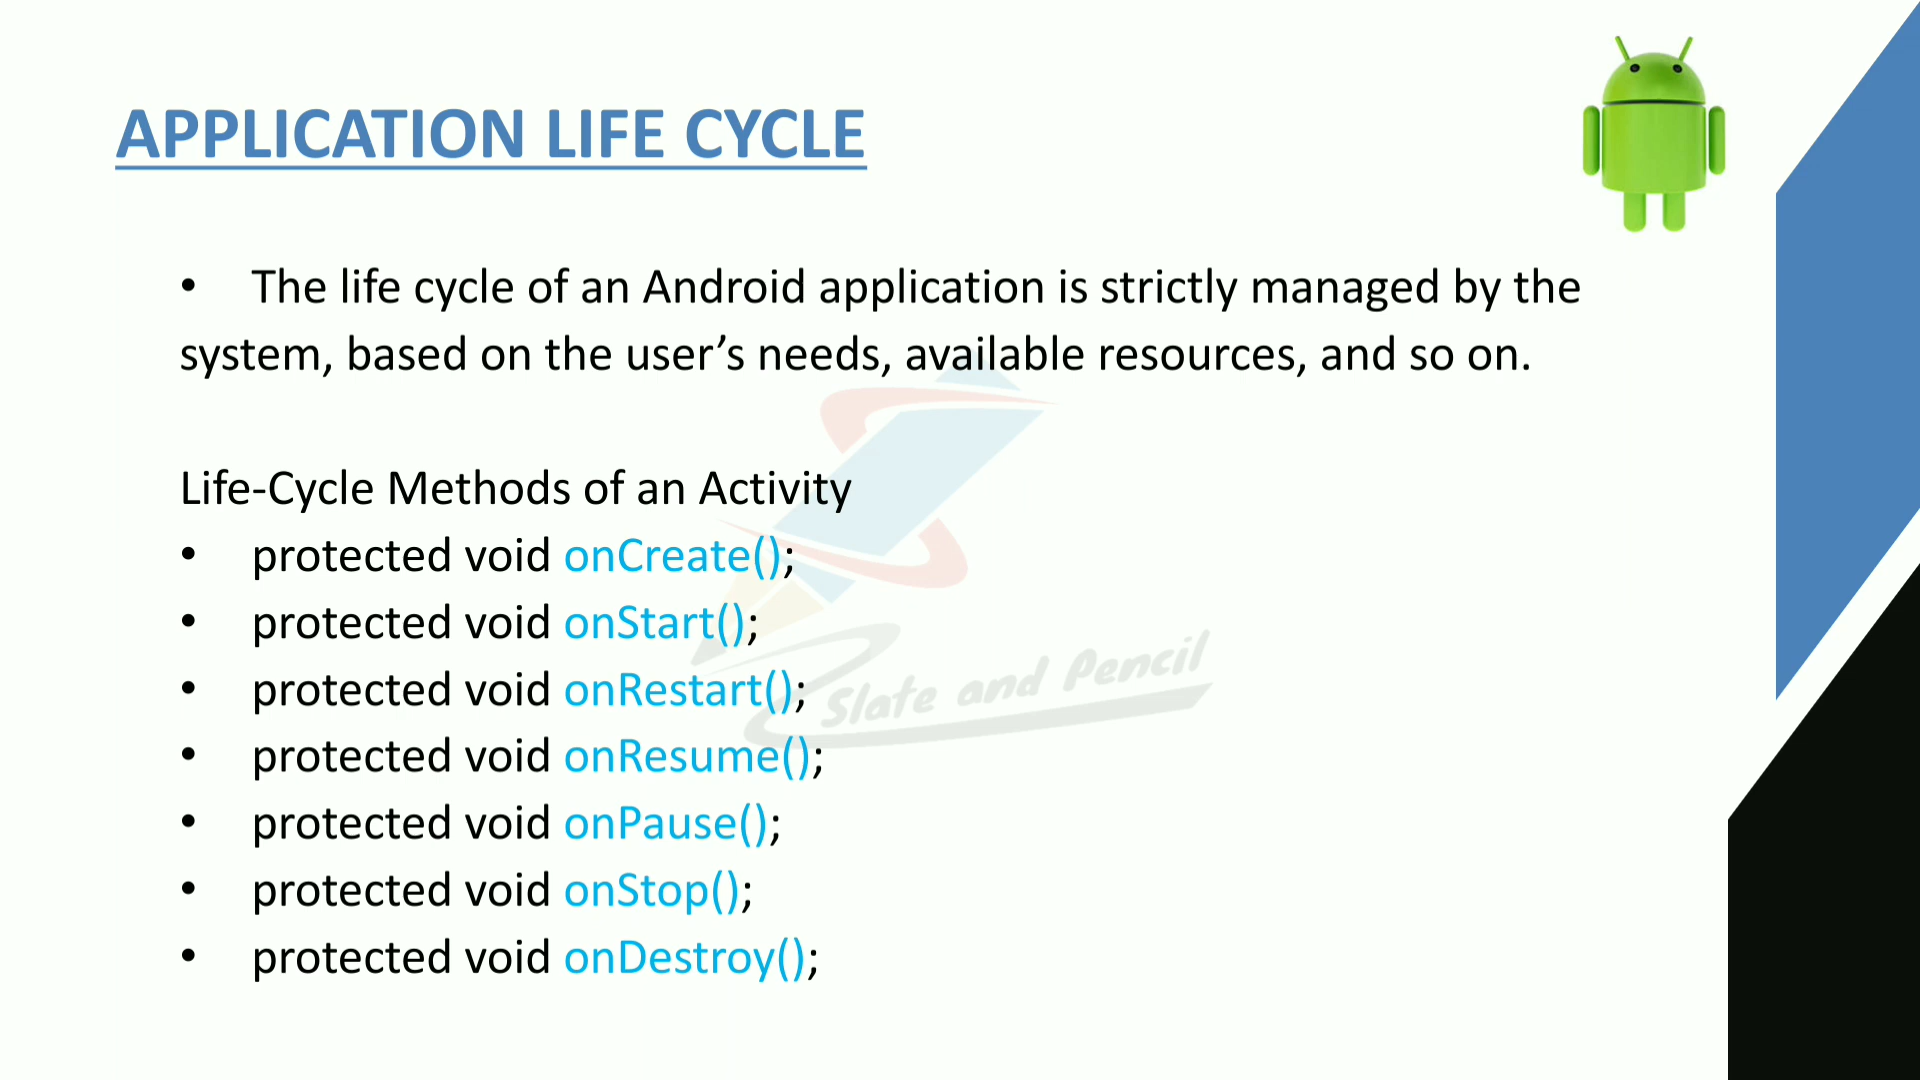 APPLICATION LIFE CYCLE
• The life cycle of an Android application is strictly managed by the
system, based on the user’s needs, available resources, and so on.
Life-Cycle Methods of an Activity
• protected void onCreate();
• protected void onStart();
• protected void onRestart();
• protected void onResume();
• protected void onPause();
• protected void onStop();
• protected void onDestroy();
Slate and Pencil